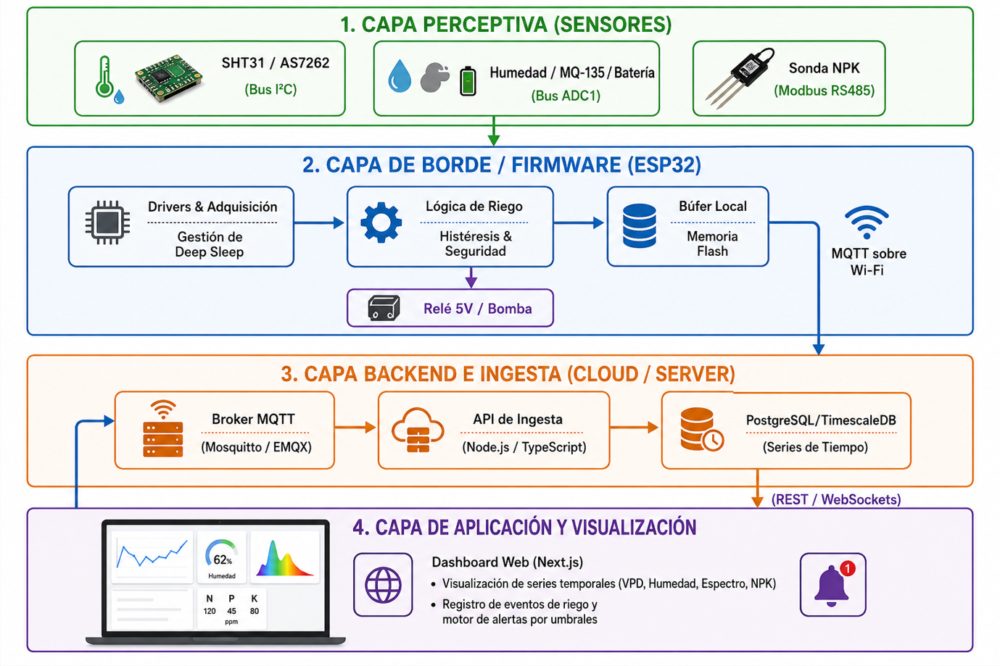 1. CAPA PERCEPTIVA (SENSORES)
SHT31 / AS7262
(Bus I²C)
Humedad / MQ-135 / Batería
(Bus ADC1)
Sonda NPK
(Modbus RS485)
2. CAPA DE BORDE / FIRMWARE (ESP32)
Drivers & Adquisición
Gestión de
Deep Sleep
Lógica de Riego
Histéresis &
Seguridad
Búfer Local
Memoria
Flash
MQTT sobre
Wi-Fi
Relé 5V / Bomba
3. CAPA BACKEND E INGESTA (CLOUD / SERVER)
Broker MQTT
(Mosquitto / EMQX)
API de Ingesta
(Node.js / TypeScript)
PostgreSQL/TimescaleDB
(Series de Tiempo)
(REST / WebSockets)
4. CAPA DE APLICACIÓN Y VISUALIZACIÓN
62%
Humedad
N P K
120 45 80
ppm
Dashboard Web (Next.js)
• Visualización de series temporales (VPD, Humedad, Espectro, NPK)
• Registro de eventos de riego y
motor de alertas por umbrales
1